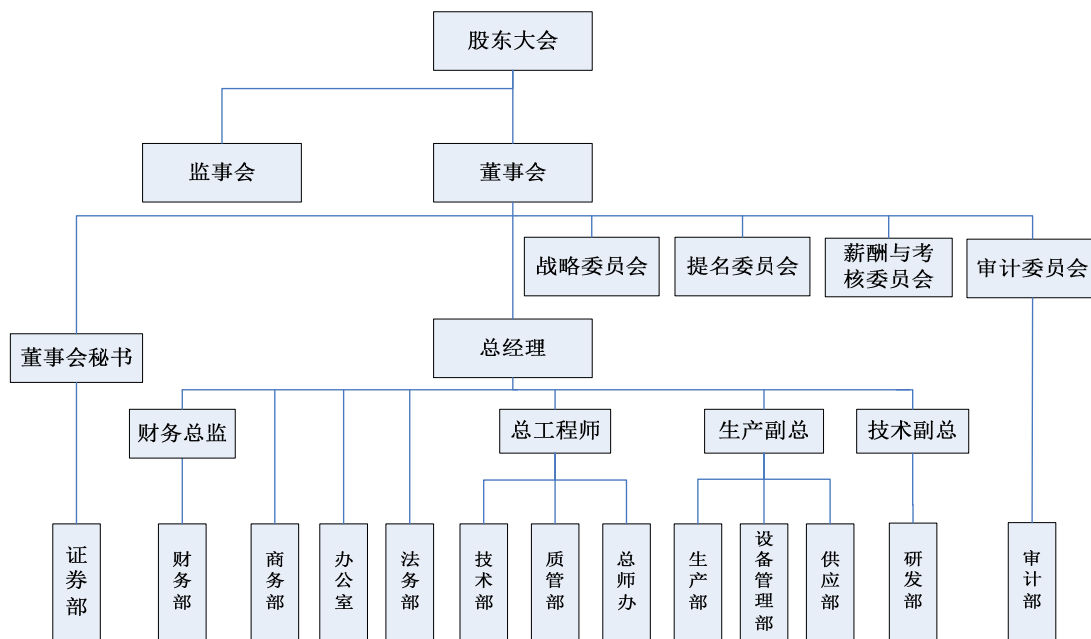 股东大会
监事会
董事会
战略委员会
提名委员会
薪酬与考
核委员会
审计委员会
董事会秘书
总经理
财务总监
总工程师
生产副总
技术副总
证券部
财务部
商务部
办公室
法务部
技术部
质管部
总师办
生产部
设备管理部
供应部
研发部
审计部